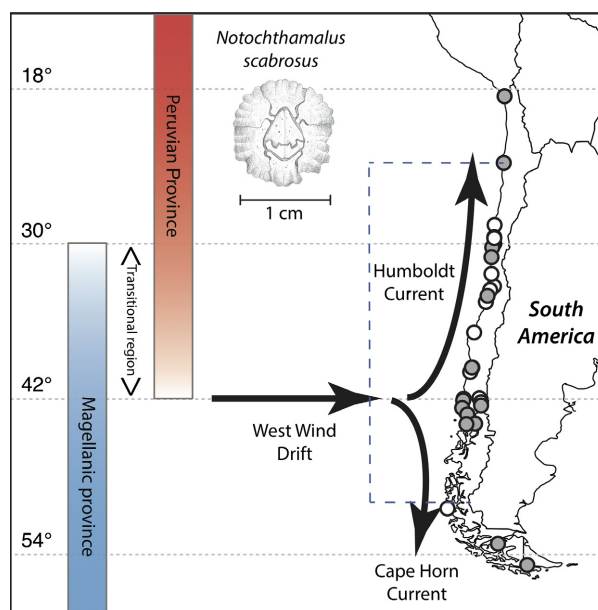 Notochthamalus
scabrosus
18°
Peruvian Province
1 cm
30°
Transitional region
Humboldt
Current
South
America
42°
West Wind
Drift
Magellanic province
54°
Cape Horn
Current